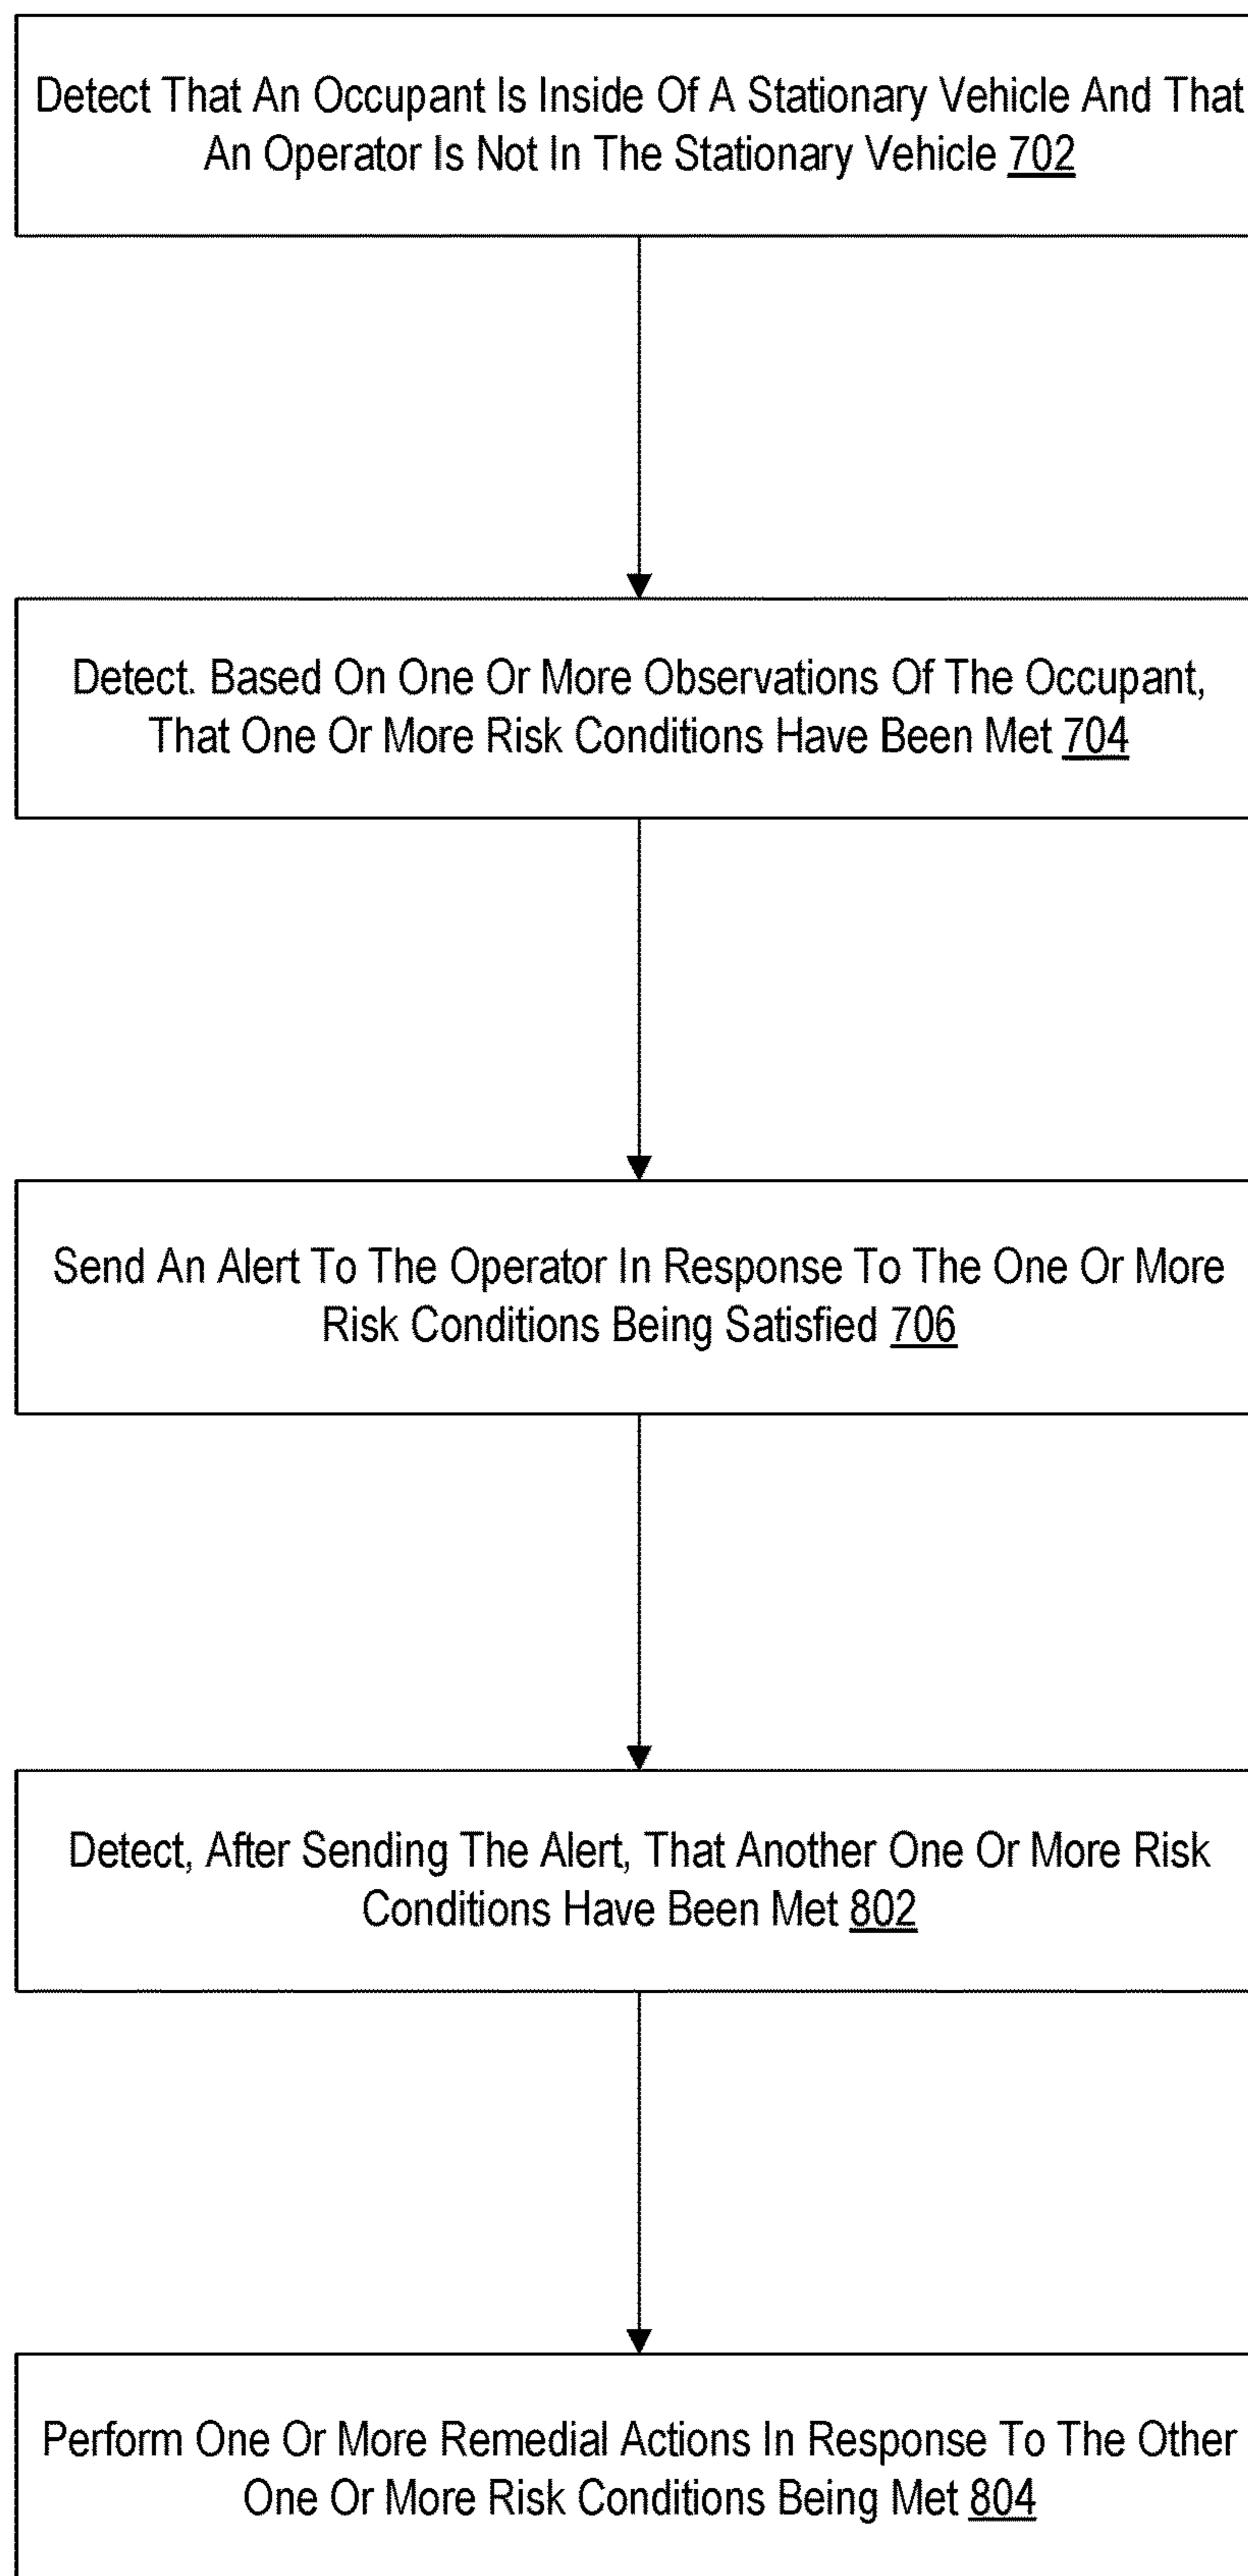 Detect That An Occupant Is Inside Of A Stationary Vehicle And That
An Operator Is Not In The Stationary Vehicle 702
Detect. Based On One Or More Observations Of The Occupant,
That One Or More Risk Conditions Have Been Met 704
Send An Alert To The Operator In Response To The One Or More
Risk Conditions Being Satisfied 706
Detect, After Sending The Alert, That Another One Or More Risk
Conditions Have Been Met 802
Perform One Or More Remedial Actions In Response To The Other
One Or More Risk Conditions Being Met 804